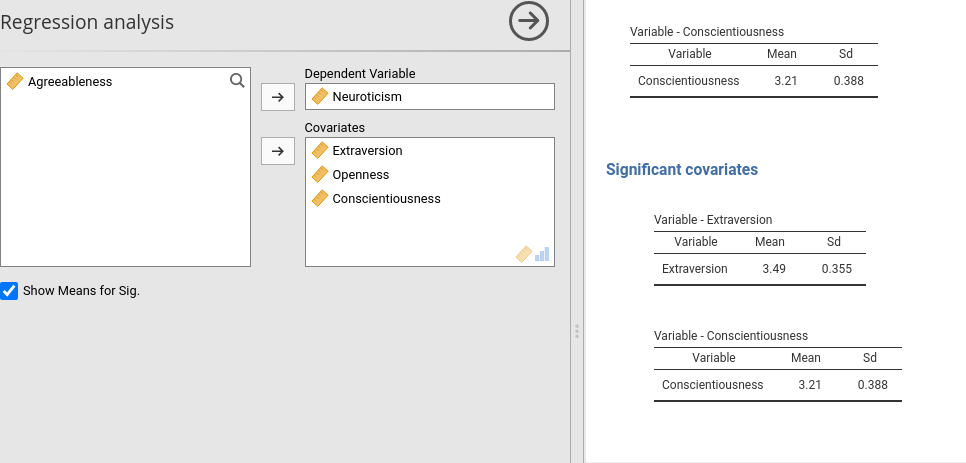 Regression analysis
Agreeableness
Dependent Variable
Neuroticism
Covariates
Extraversion
Openness
Conscientiousness
Show Means for Sig.
Variable - Conscientiousness
Variable Mean Sd
Conscientiousness 3.21 0.388
Significant covariates
Variable - Extraversion
Variable Mean Sd
Extraversion 3.49 0.355
Variable - Conscientiousness
Variable Mean Sd
Conscientiousness 3.21 0.388